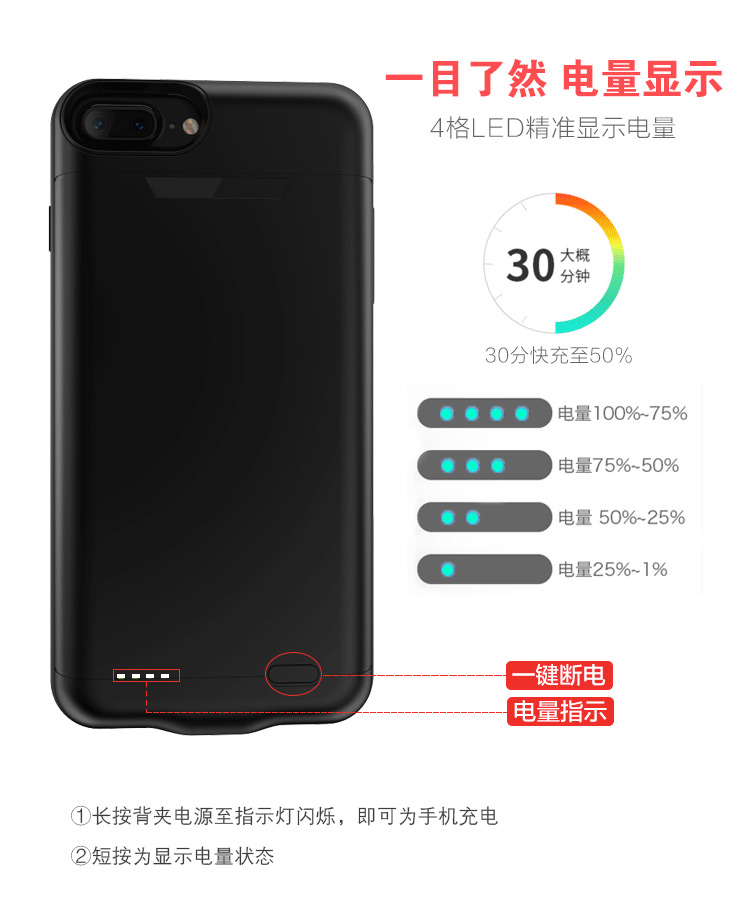 一目了然 电量显示
4格LED精准显示电量
30 大概
分钟
30分快充至50%
电量100%~75%
电量75%~50%
电量 50%~25%
电量25%~1%
一键断电
电量指示
①长按背夹电源至指示灯闪烁，即可为手机充电
②短按为显示电量状态